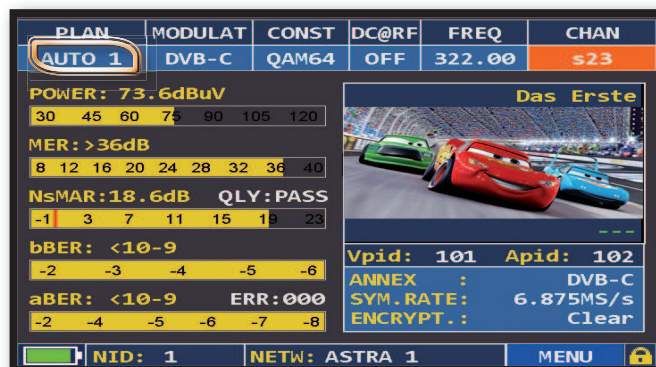 PLAN MODULAT CONST DC@RF FREQ CHAN
AUTO 1 DVB-C QAM64 OFF 322.00 s23
POWER: 73.6dBuV
30 45 60 75 90 105 120
MER:>36dB
8 12 16 20 24 28 32 36 40
NsMAR:18.6dB QLY:PASS
-1 3 7 11 15 19 23
bBER: <10-9
-2 -3 -4 -5 -6
aBER: <10-9 ERR:000
-2 -4 -5 -6 -7 -8
Das Erste
---
Vpid: 101 Apid: 102
ANNEX : DVB-C
SYM.RATE: 6.875MS/s
ENCRYPT.: Clear
NID: 1 NETW: ASTRA 1 MENU